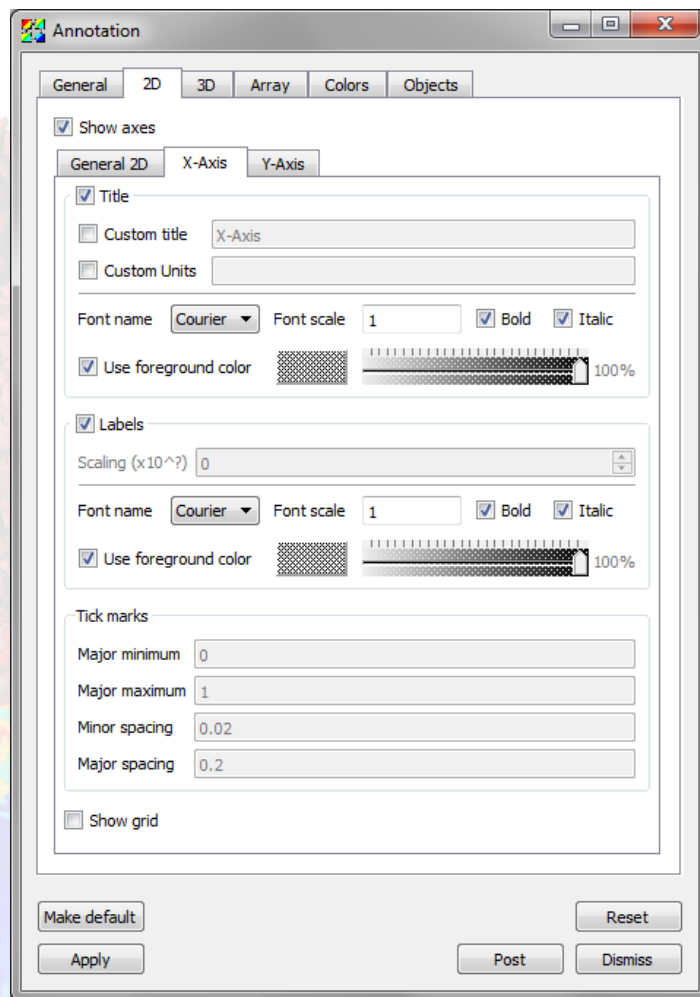 Annotation
General 2D 3D Array Colors Objects
Show axes
General 2D X-Axis Y-Axis
Title
Custom title X-Axis
Custom Units
Font name Courier Font scale 1 Bold Italic
Use foreground color 100%
Labels
Scaling (x10^?) 0
Font name Courier Font scale 1 Bold Italic
Use foreground color 100%
Tick marks
Major minimum 0
Major maximum 1
Minor spacing 0.02
Major spacing 0.2
Show grid
Make default Reset
Apply Post Dismiss